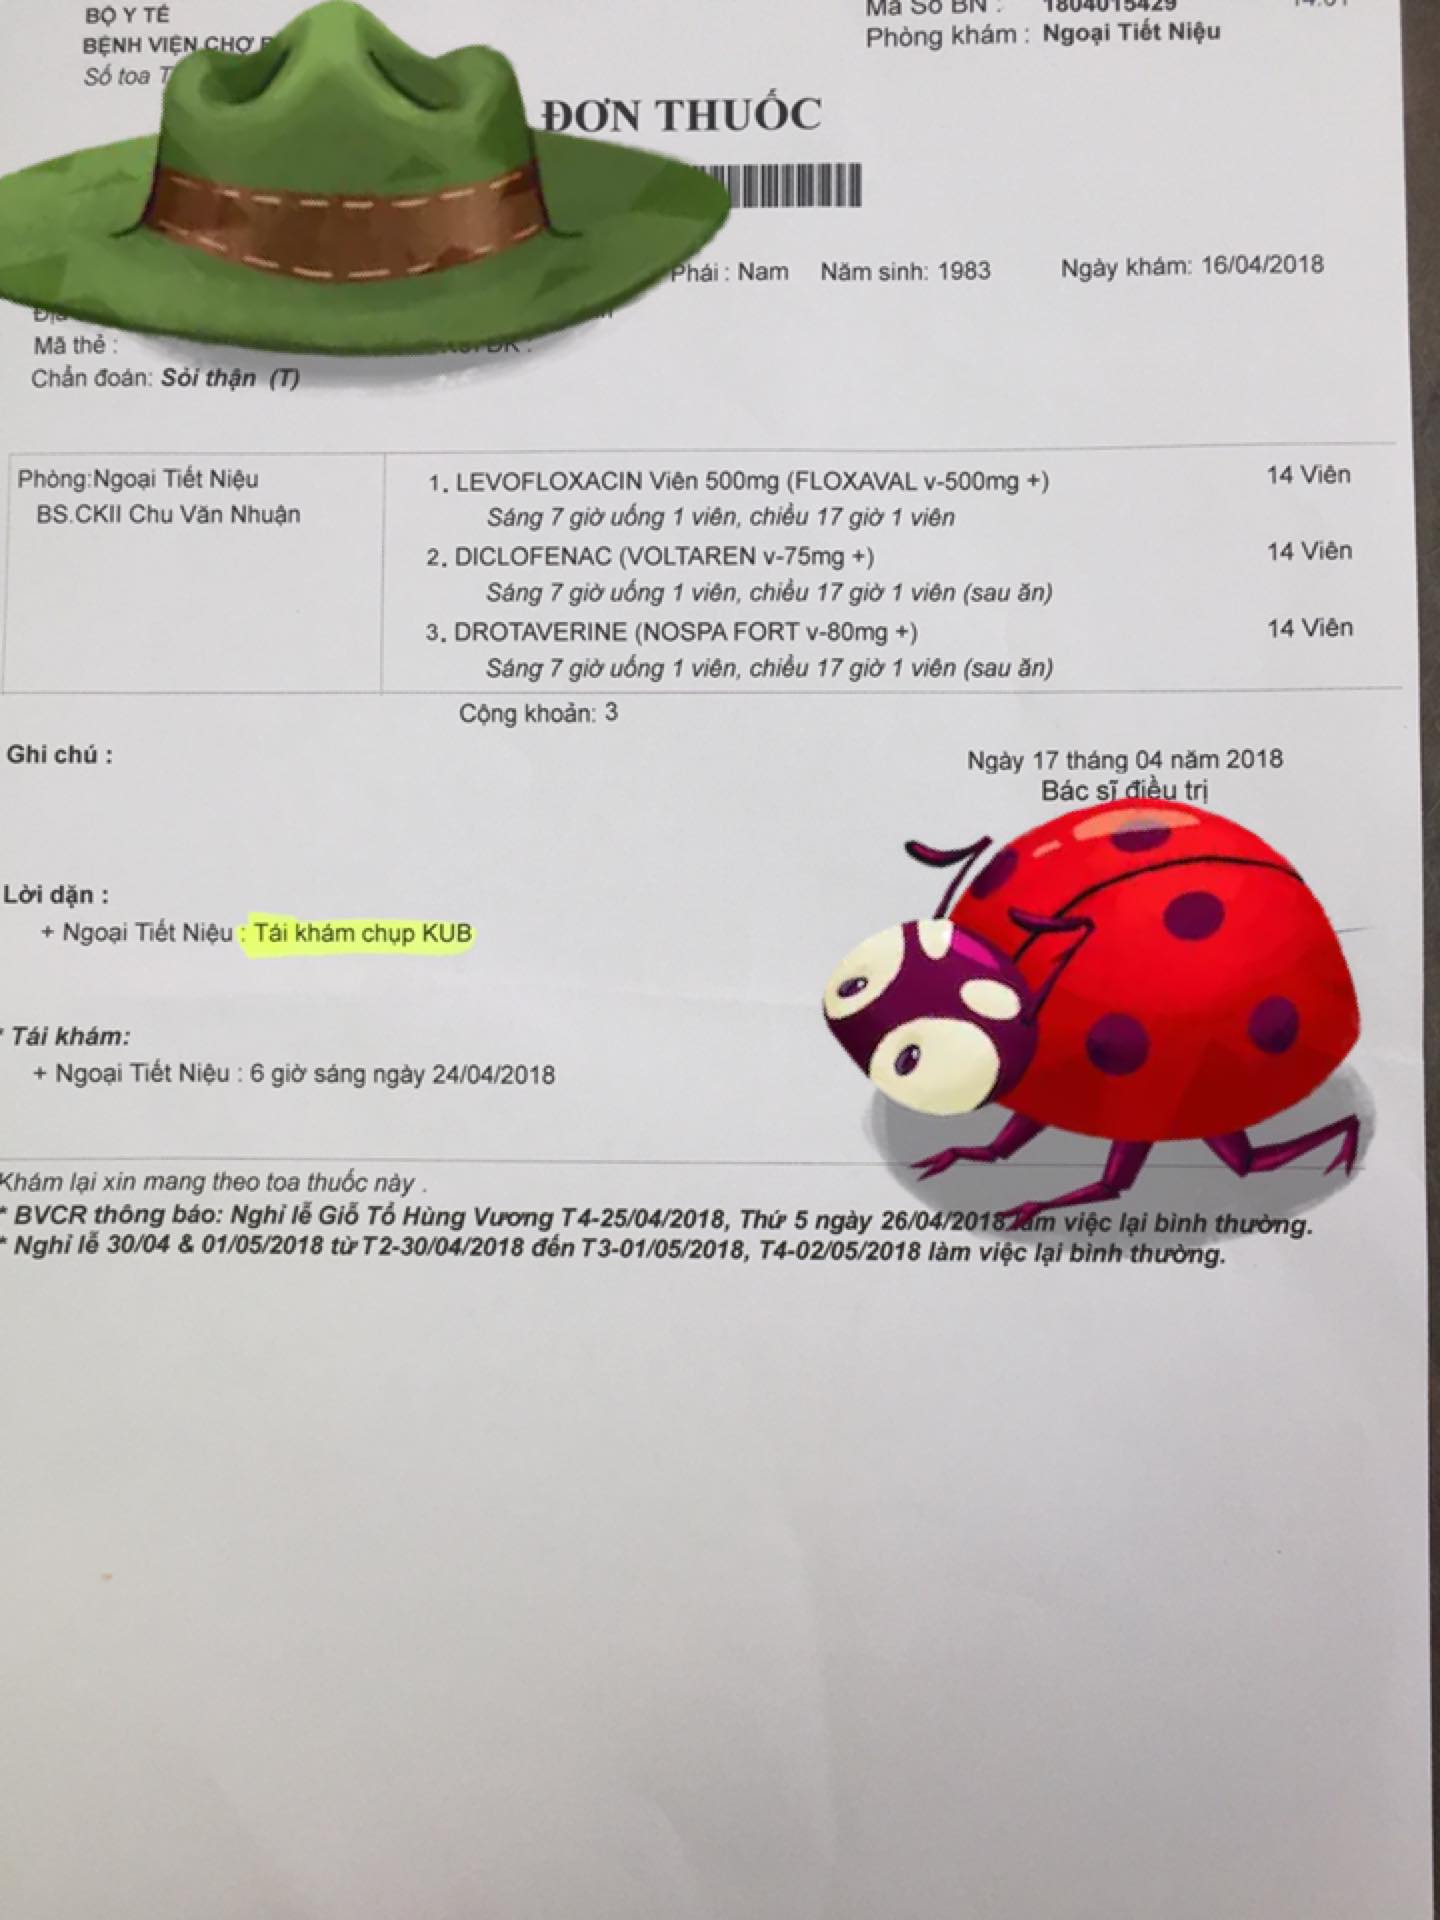 BỘ Y TẾ
BỆNH VIỆN CHỢ
Số toa
Mã Số BN : 1804015429
Phòng khám : Ngoại Tiết Niệu
ĐƠN THUỐC
Phái : Nam Năm sinh: 1983 Ngày khám: 16/04/2018
Mã thẻ :
Chẩn đoán: Sỏi thận (T)
Phòng:Ngoại Tiết Niệu
BS.CKII Chu Văn Nhuận
1. LEVOFLOXACIN Viên 500mg (FLOXAVAL v-500mg +) 14 Viên
Sáng 7 giờ uống 1 viên, chiều 17 giờ 1 viên
2. DICLOFENAC (VOLTAREN v-75mg +) 14 Viên
Sáng 7 giờ uống 1 viên, chiều 17 giờ 1 viên (sau ăn)
3. DROTAVERINE (NOSPA FORT v-80mg +) 14 Viên
Sáng 7 giờ uống 1 viên, chiều 17 giờ 1 viên (sau ăn)
Cộng khoản: 3
Ghi chú :
Ngày 17 tháng 04 năm 2018
Bác sĩ điều trị
Lời dặn :
+ Ngoại Tiết Niệu : Tái khám chụp KUB
* Tái khám:
+ Ngoại Tiết Niệu : 6 giờ sáng ngày 24/04/2018
Khám lại xin mang theo toa thuốc này .
* BVCR thông báo: Nghỉ lễ Giỗ Tổ Hùng Vương T4-25/04/2018, Thứ 5 ngày 26/04/2018 làm việc lại bình thường.
* Nghỉ lễ 30/04 & 01/05/2018 từ T2-30/04/2018 đến T3-01/05/2018, T4-02/05/2018 làm việc lại bình thường.